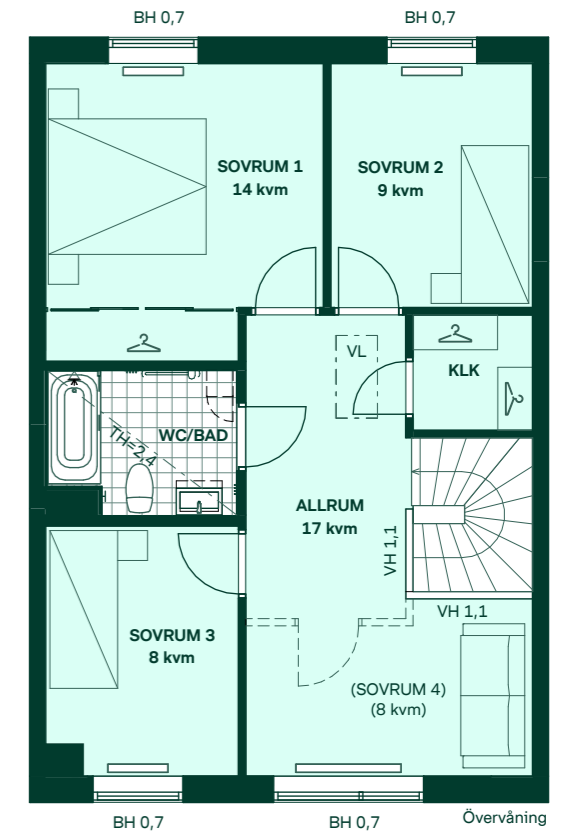 BH 0,7
BH 0,7
SOVRUM 1
14 kvm
SOVRUM 2
9 kvm
VL
KLK
TH=2,4
WC/BAD
ALLRUM
17 kvm
VH 1,1
VH 1,1
SOVRUM 3
8 kvm
(SOVRUM 4)
(8 kvm)
BH 0,7
BH 0,7
Övervåning